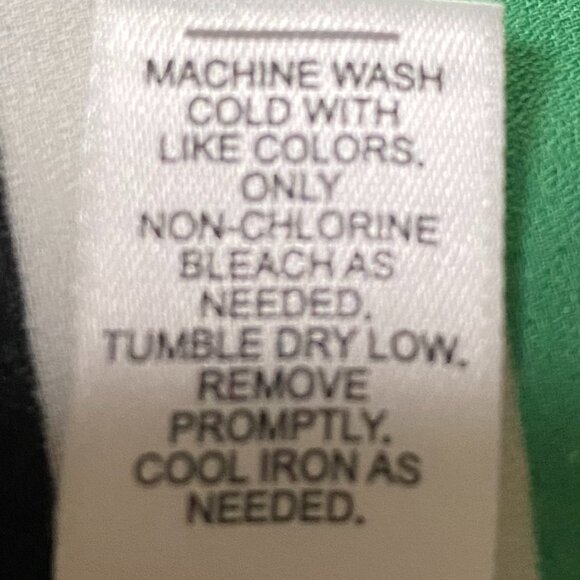 MACHINE WASH
COLD WITH
LIKE COLORS.
ONLY
NON-CHLORINE
BLEACH AS
NEEDED.
TUMBLE DRY LOW.
REMOVE
PROMPTLY.
COOL IRON AS
NEEDED.